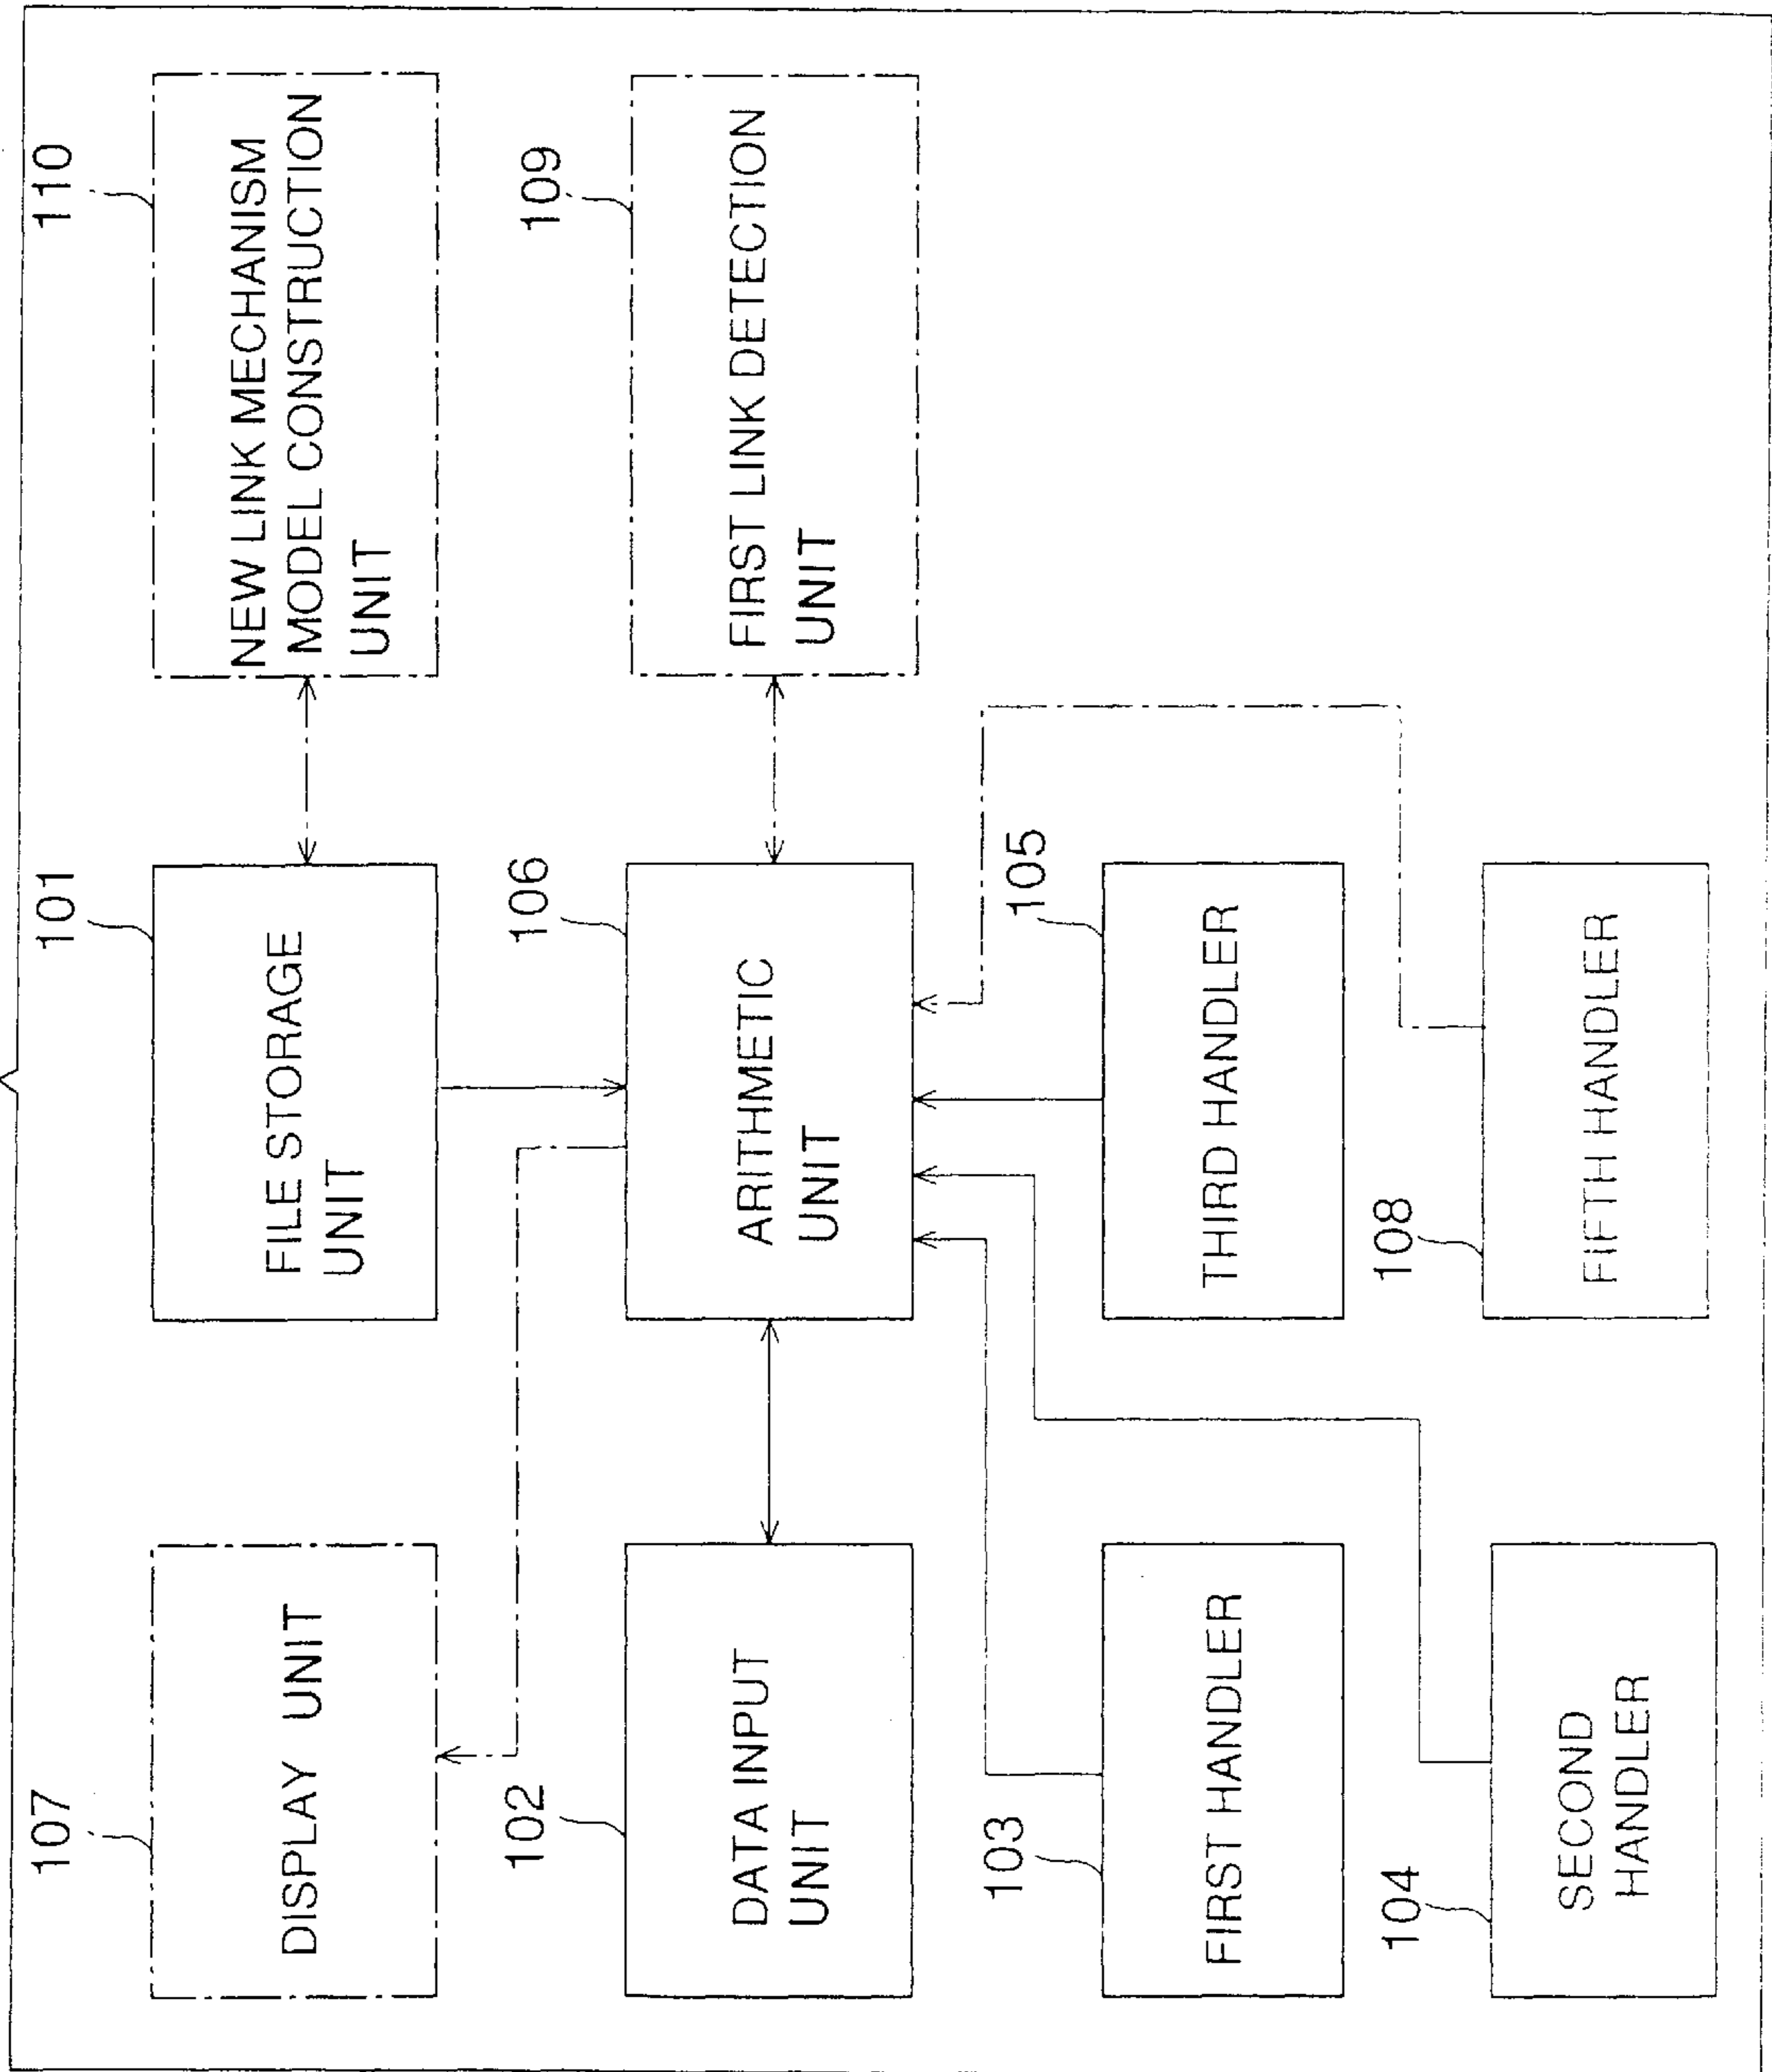 107
DISPLAY UNIT
101
FILE STORAGE
UNIT
110
NEW LINK MECHANISM
MODEL CONSTRUCTION
UNIT
102
DATA INPUT
UNIT
106
ARITHMETIC
UNIT
109
FIRST LINK DETECTION
UNIT
103
FIRST HANDLER
105
THIRD HANDLER
104
SECOND
HANDLER
108
FIFTH HANDLER